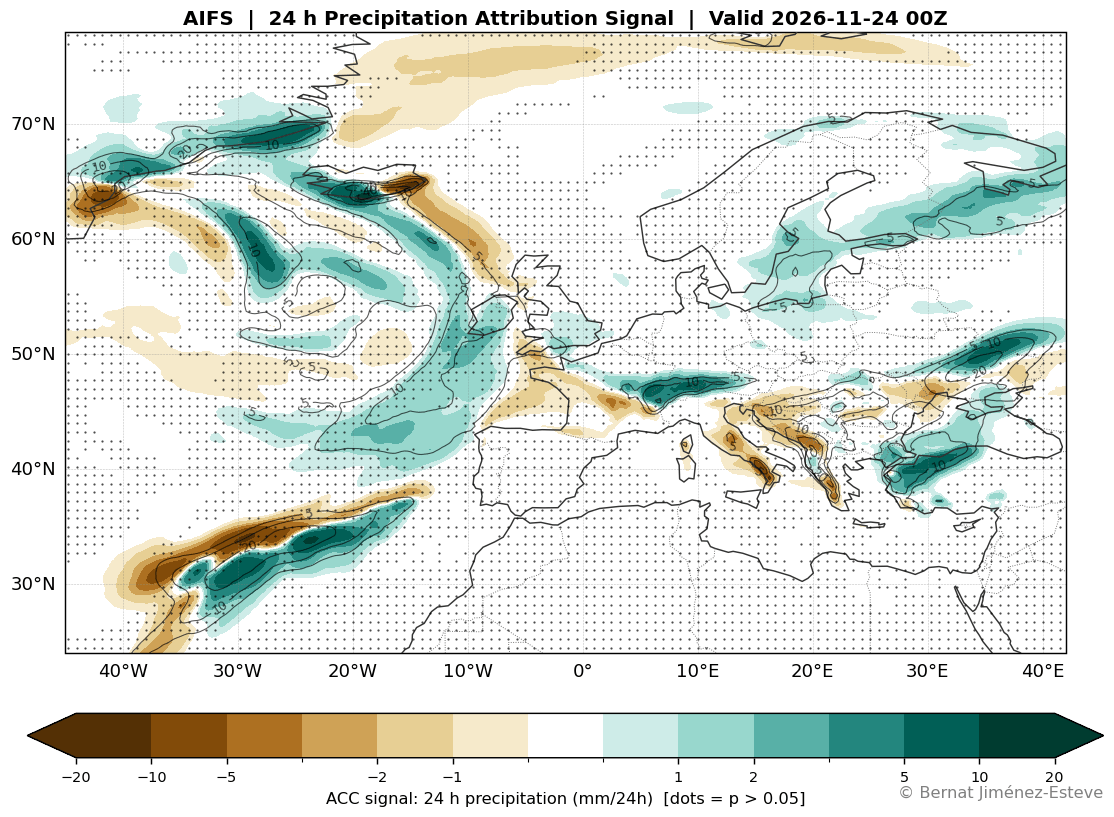 AIFS | 24 h Precipitation Attribution Signal | Valid 2026-11-24 00Z
70°N
60°N
50°N
40°N
30°N
40°W
30°W
20°W
10°W
0°
10°E
20°E
30°E
40°E
−20
−10
−5
−2
−1
1
2
5
10
20
ACC signal: 24 h precipitation (mm/24h) [dots = p > 0.05]
© Bernat Jiménez-Esteve